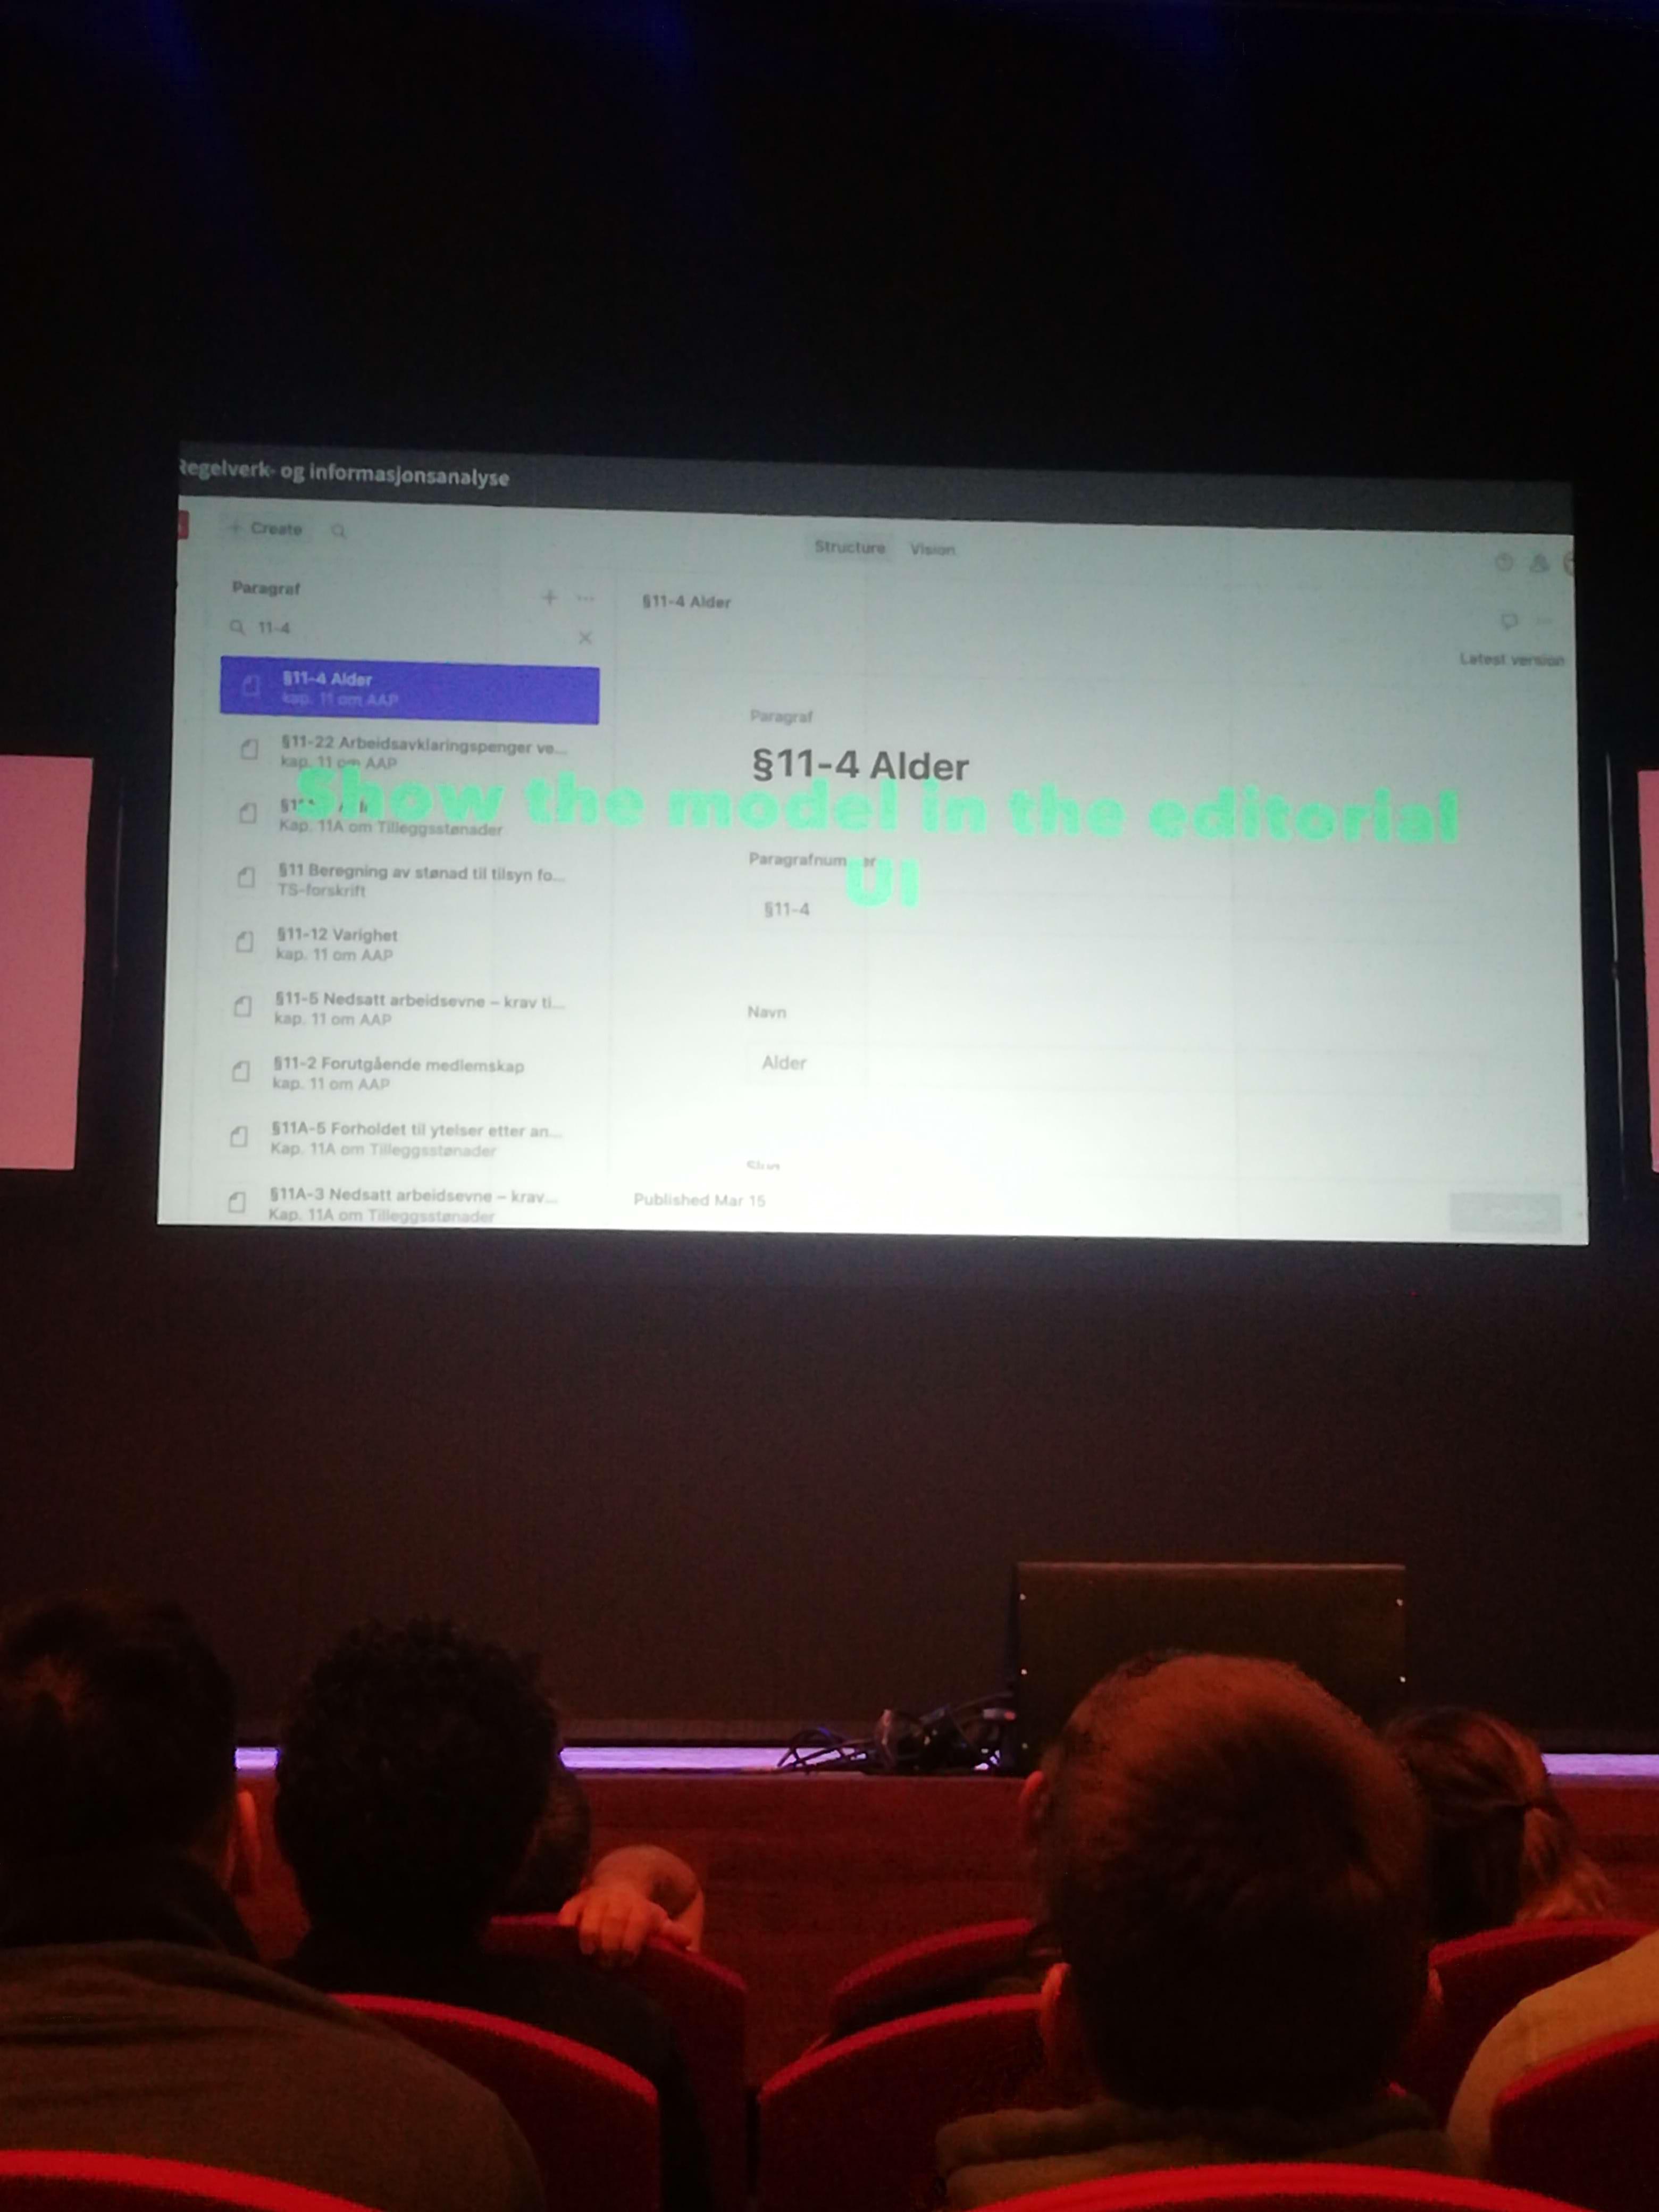 Regelverk- og informasjonsanalyse
+ Create
Structure Vision
Paragraf
11-4
§11-4 Alder
kap. 11 om AAP
§11-22 Arbeidsavklaringspenger ve...
kap. 11 om AAP
Kap. 11A om Tilleggsstønader
§11 Beregning av stønad til tilsyn fo...
TS-forskrift
§11-12 Varighet
kap. 11 om AAP
§11-5 Nedsatt arbeidsevne – krav ti...
kap. 11 om AAP
§11-2 Forutgående medlemskap
kap. 11 om AAP
§11A-5 Forholdet til ytelser etter an...
Kap. 11A om Tilleggsstønader
§11A-3 Nedsatt arbeidsevne – krav...
Kap. 11A om Tilleggsstønader
§11-4 Alder
Latest version
Paragraf
§11-4 Alder
Show the model in the editorial
UI
Paragrafnummer
§11-4
Navn
Alder
Published Mar 15